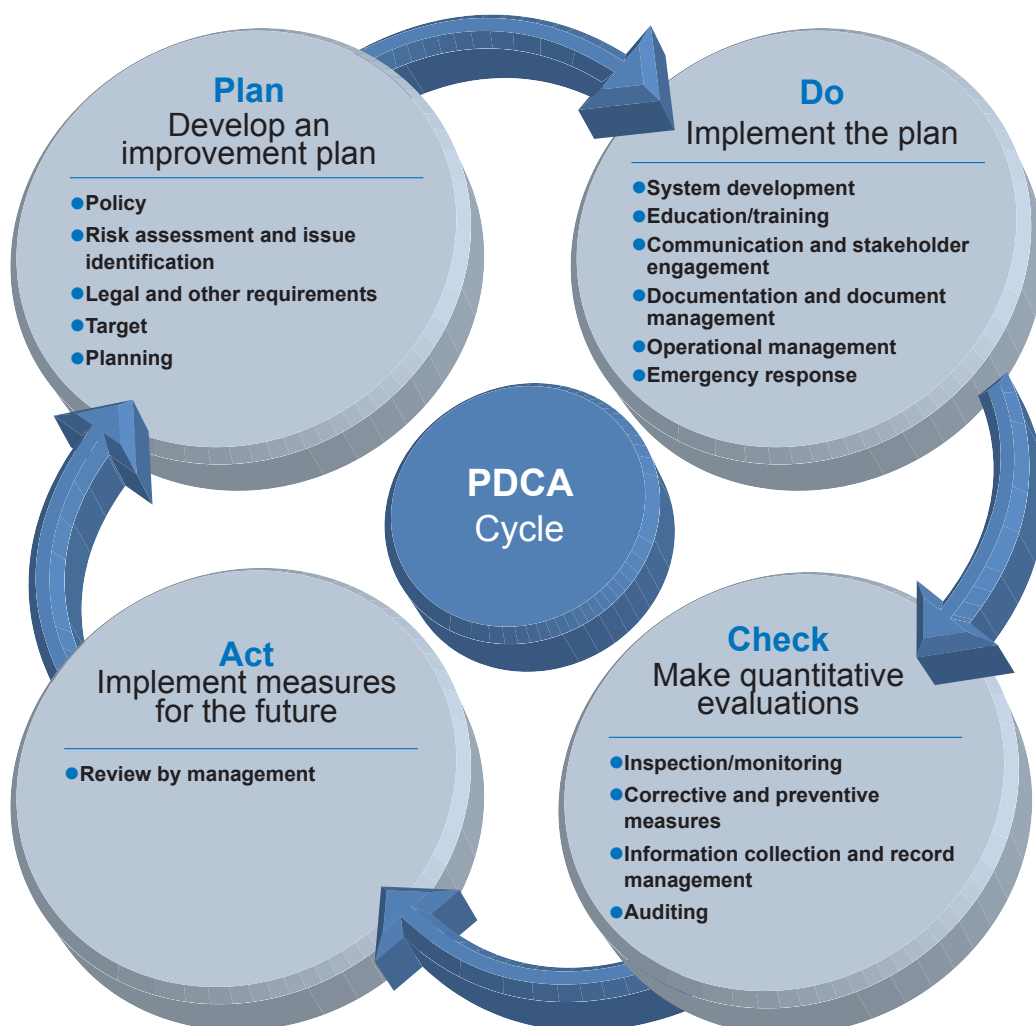 Plan
Develop an
improvement plan
●Policy
●Risk assessment and issue
identification
●Legal and other requirements
●Target
●Planning
Do
Implement the plan
●System development
●Education/training
●Communication and stakeholder
engagement
●Documentation and document
management
●Operational management
●Emergency response
PDCA
Cycle
Check
Make quantitative
evaluations
●Inspection/monitoring
●Corrective and preventive
measures
●Information collection and record
management
●Auditing
Act
Implement measures
for the future
●Review by management